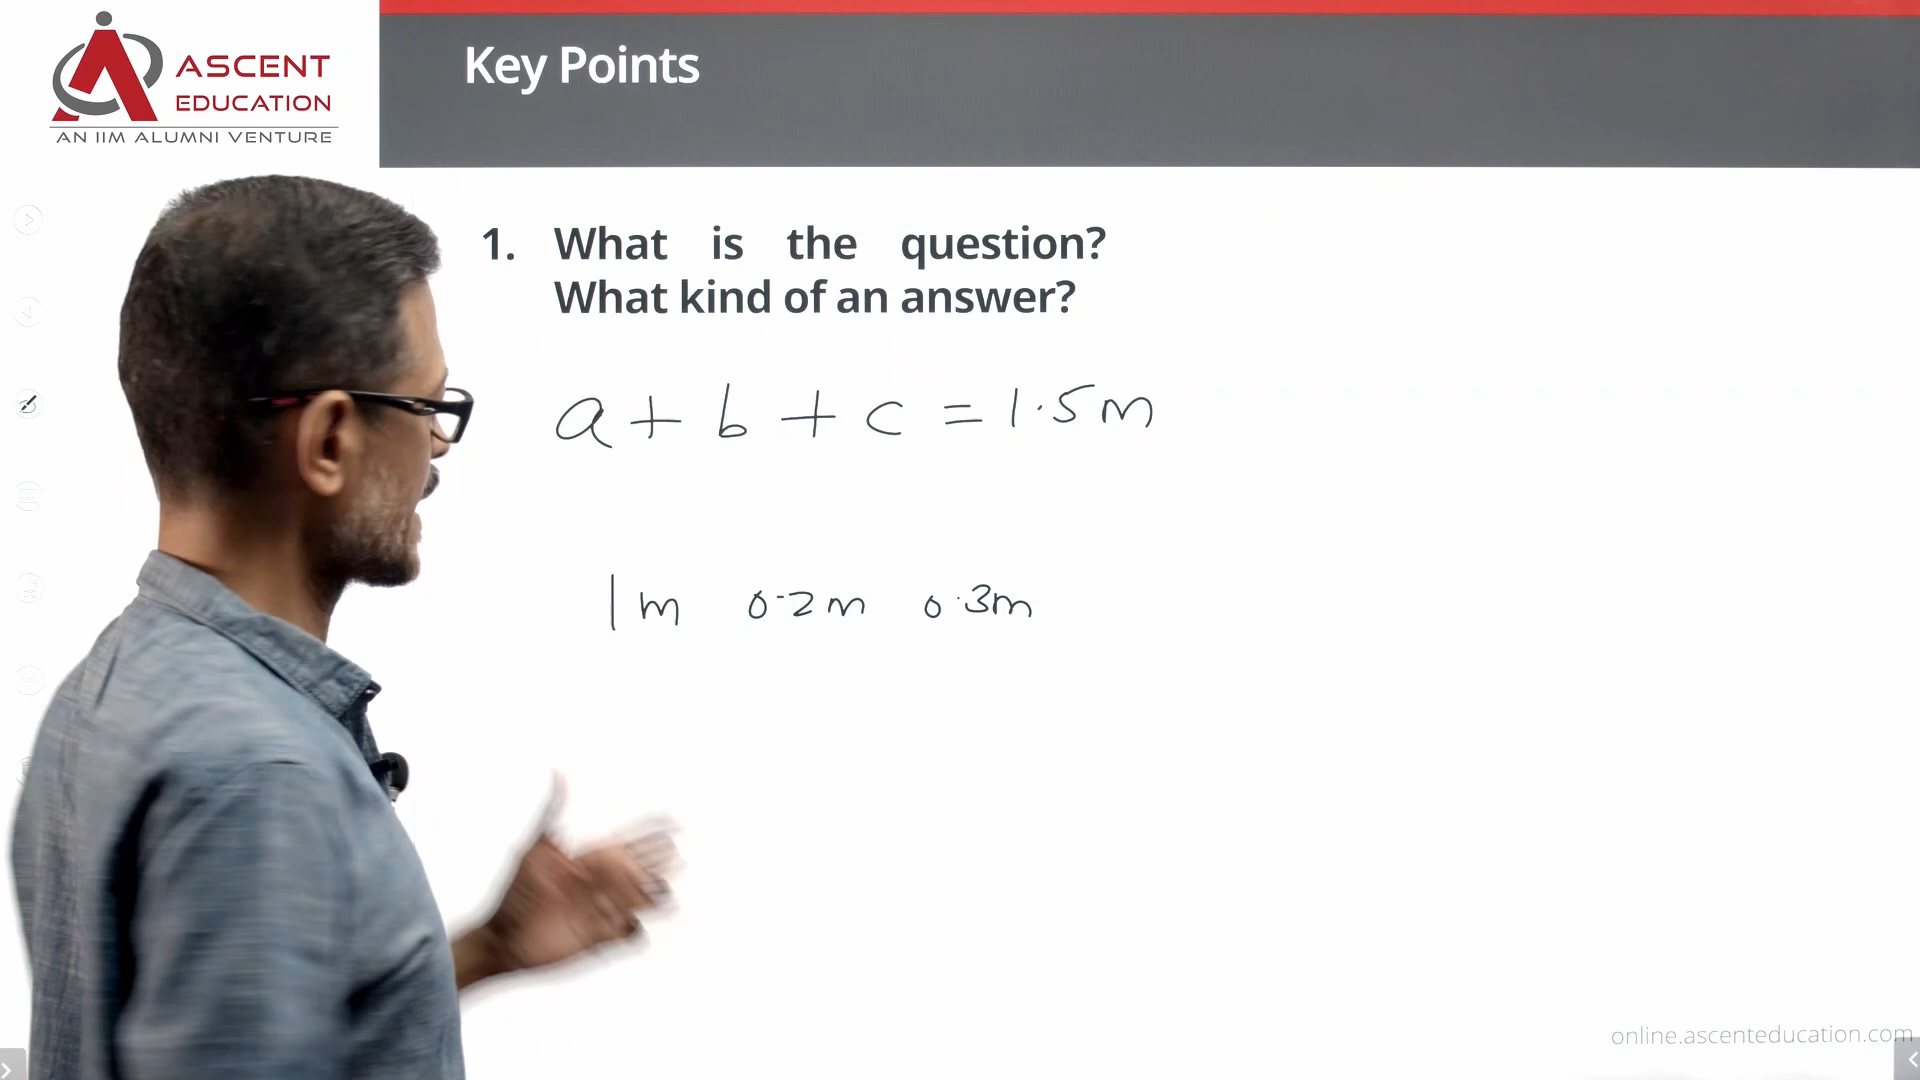 ASCENT
EDUCATION
AN IIM ALUMNI VENTURE
Key Points
1. What is the question?
What kind of an answer?
a + b + c = 1.5m
1 m 0.2m 0.3m
online.ascenteducation.com